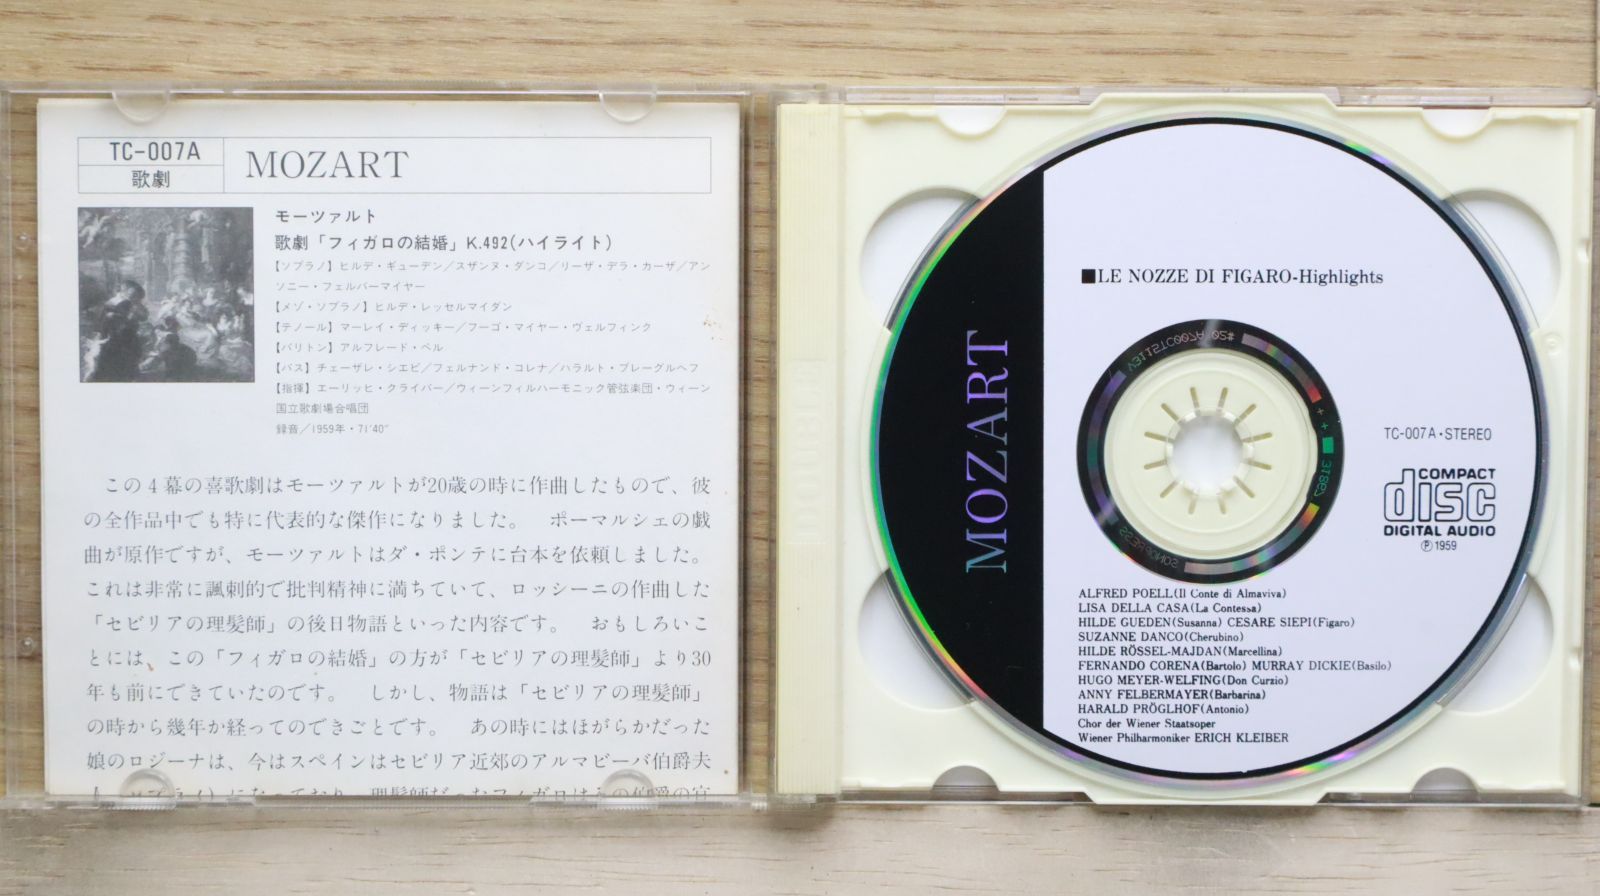 TC-007A
歌劇
MOZART
モーツァルト
歌劇「フィガロの結婚」K.492(ハイライト)
【ソプラノ】ヒルデ・ギューデン/スザンヌ・ダンコ/リーザ・デラ・カーザ/アン
ソニー・フェルバーマイヤー
【メゾ・ソプラノ】ヒルデ・レッセルマイダン
【テノール】マーレイ・ディッキー/フーゴ・マイヤー・ヴェルフィンク
【バリトン】アルフレード・ペル
【バス】チェーザレ・シエピ/フェルナンド・コレナ/ハラルト・プレーグルヘフ
【指揮】エーリッヒ・クライバー/ウィーンフィルハーモニック管弦楽団・ウィーン
国立歌劇場合唱団
録音/1959年・71'40"
この4幕の喜歌劇はモーツァルトが20歳の時に作曲したもので、彼
の全作品中でも特に代表的な傑作になりました。 ボーマルシェの戯
曲が原作ですが、モーツァルトはダ・ポンテに台本を依頼しました。
これは非常に諷刺的で批判精神に満ちていて、ロッシーニの作曲した
「セビリアの理髪師」の後日物語といった内容です。 おもしろいこ
とには、この「フィガロの結婚」の方が「セビリアの理髪師」より30
年も前にできていたのです。 しかし、物語は「セビリアの理髪師」
の時から幾年か経ってのできごとです。 あの時にはほがらかだった
娘のロジーナは、今はスペインはセビリア近郊のアルマビーバ伯爵夫
DOUBLE
MOZART
■LE NOZZE DI FIGARO-Highlights
V3115TC007A 02#
SONOPRESS
TC-007A・STEREO
COMPACT
disc
DIGITAL AUDIO
Ⓟ1959
ALFRED POELL(Il Conte di Almaviva)
LISA DELLA CASA(La Contessa)
HILDE GUEDEN(Susanna) CESARE SIEPI(Figaro)
SUZANNE DANCO(Cherubino)
HILDE RÖSSEL-MAJDAN(Marcellina)
FERNANDO CORENA(Bartolo) MURRAY DICKIE(Basilo)
HUGO MEYER-WELFING(Don Curzio)
ANNY FELBERMAYER(Barbarina)
HARALD PRÖGLHOF(Antonio)
Chor der Wiener Staatsoper
Wiener Philharmoniker ERICH KLEIBER